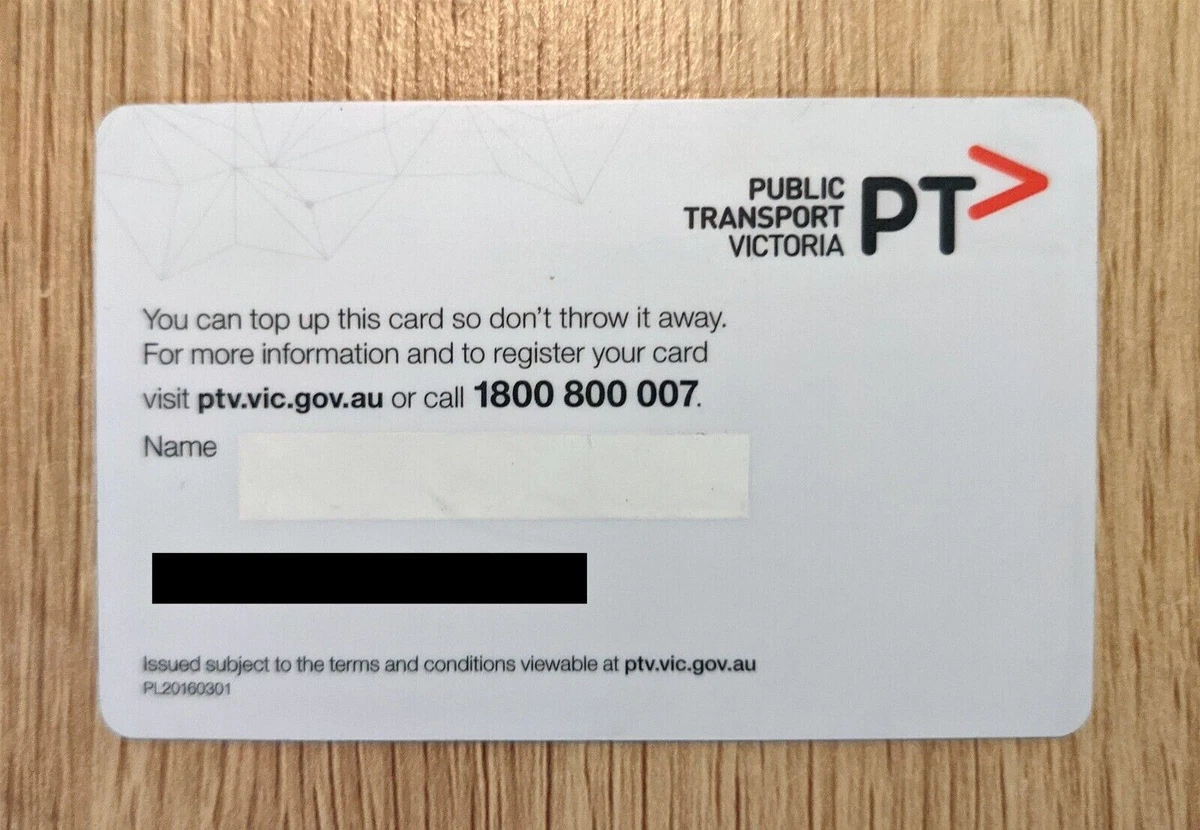 PUBLIC
TRANSPORT
VICTORIA
PT
You can top up this card so don't throw it away.
For more information and to register your card
visit ptv.vic.gov.au or call 1800 800 007.
Name
Issued subject to the terms and conditions viewable at ptv.vic.gov.au
PL20160301